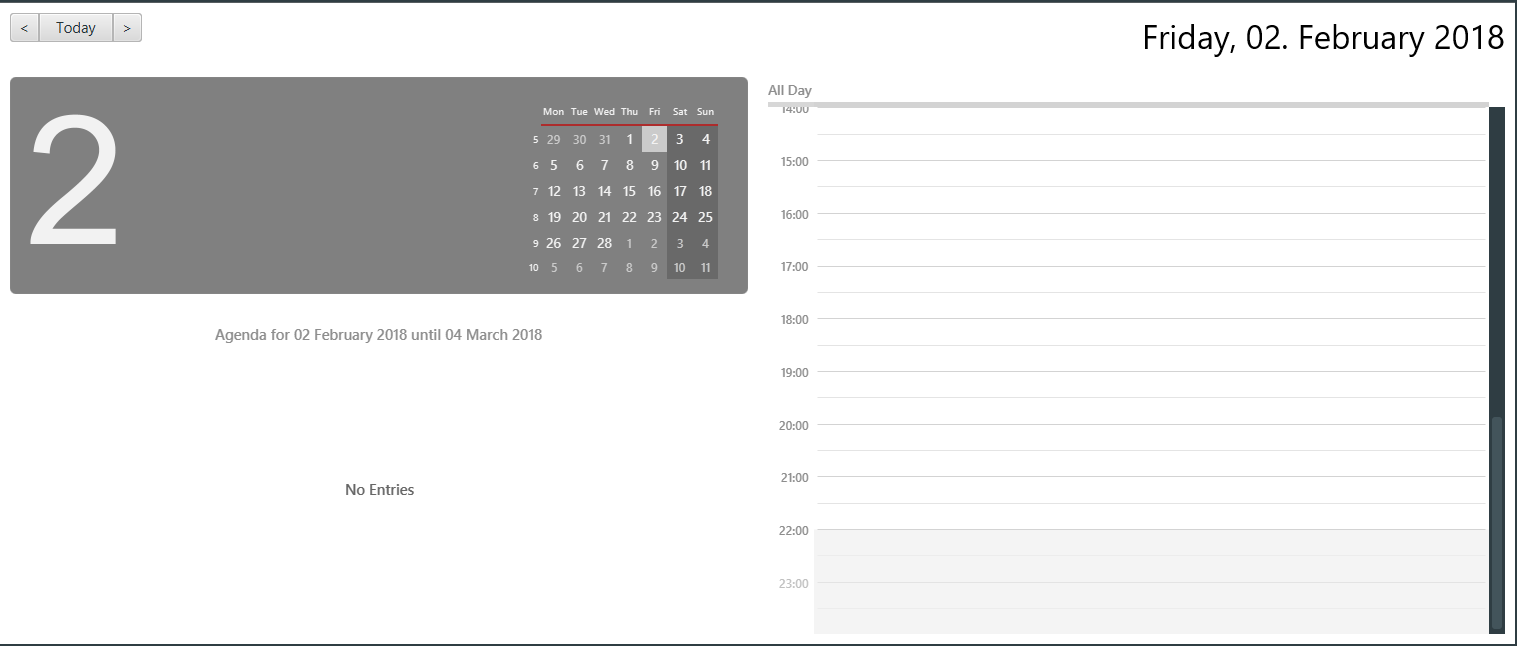 < Today >
Friday, 02. February 2018
2
Mon Tue Wed Thu Fri Sat Sun
5 29 30 31 1 2 3 4
6 5 6 7 8 9 10 11
7 12 13 14 15 16 17 18
8 19 20 21 22 23 24 25
9 26 27 28 1 2 3 4
10 5 6 7 8 9 10 11
Agenda for 02 February 2018 until 04 March 2018
No Entries
All Day
14:00
15:00
16:00
17:00
18:00
19:00
20:00
21:00
22:00
23:00